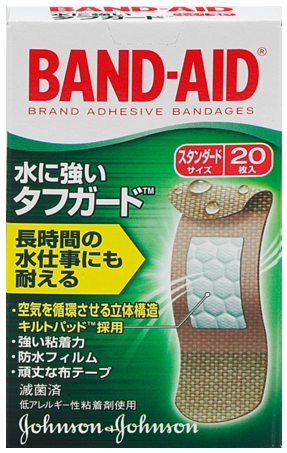 BAND-AID®
BRAND ADHESIVE BANDAGES
スタンダード
サイズ
20
枚入
水に強い
タフガード™
長時間の
水仕事にも
耐える
・空気を循環させる立体構造
キルトパッド™採用
・強い粘着力
・防水フィルム
・頑丈な布テープ
滅菌済
低アレルギー性粘着剤使用
Johnson&Johnson